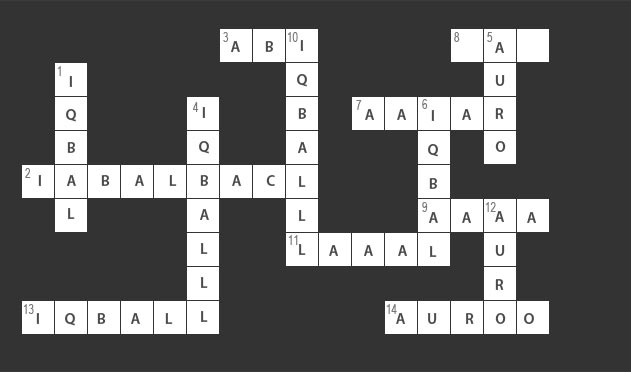 3 A B 10 I 8 5 A
1 I Q U
Q 4 I B 7 A A 6 I A R
B Q A Q O
2 I A B A L B A C L B
L A L 9 A A 12 A A
L 11 L A A A L U
L R
13 I Q B A L L 14 A U R O O